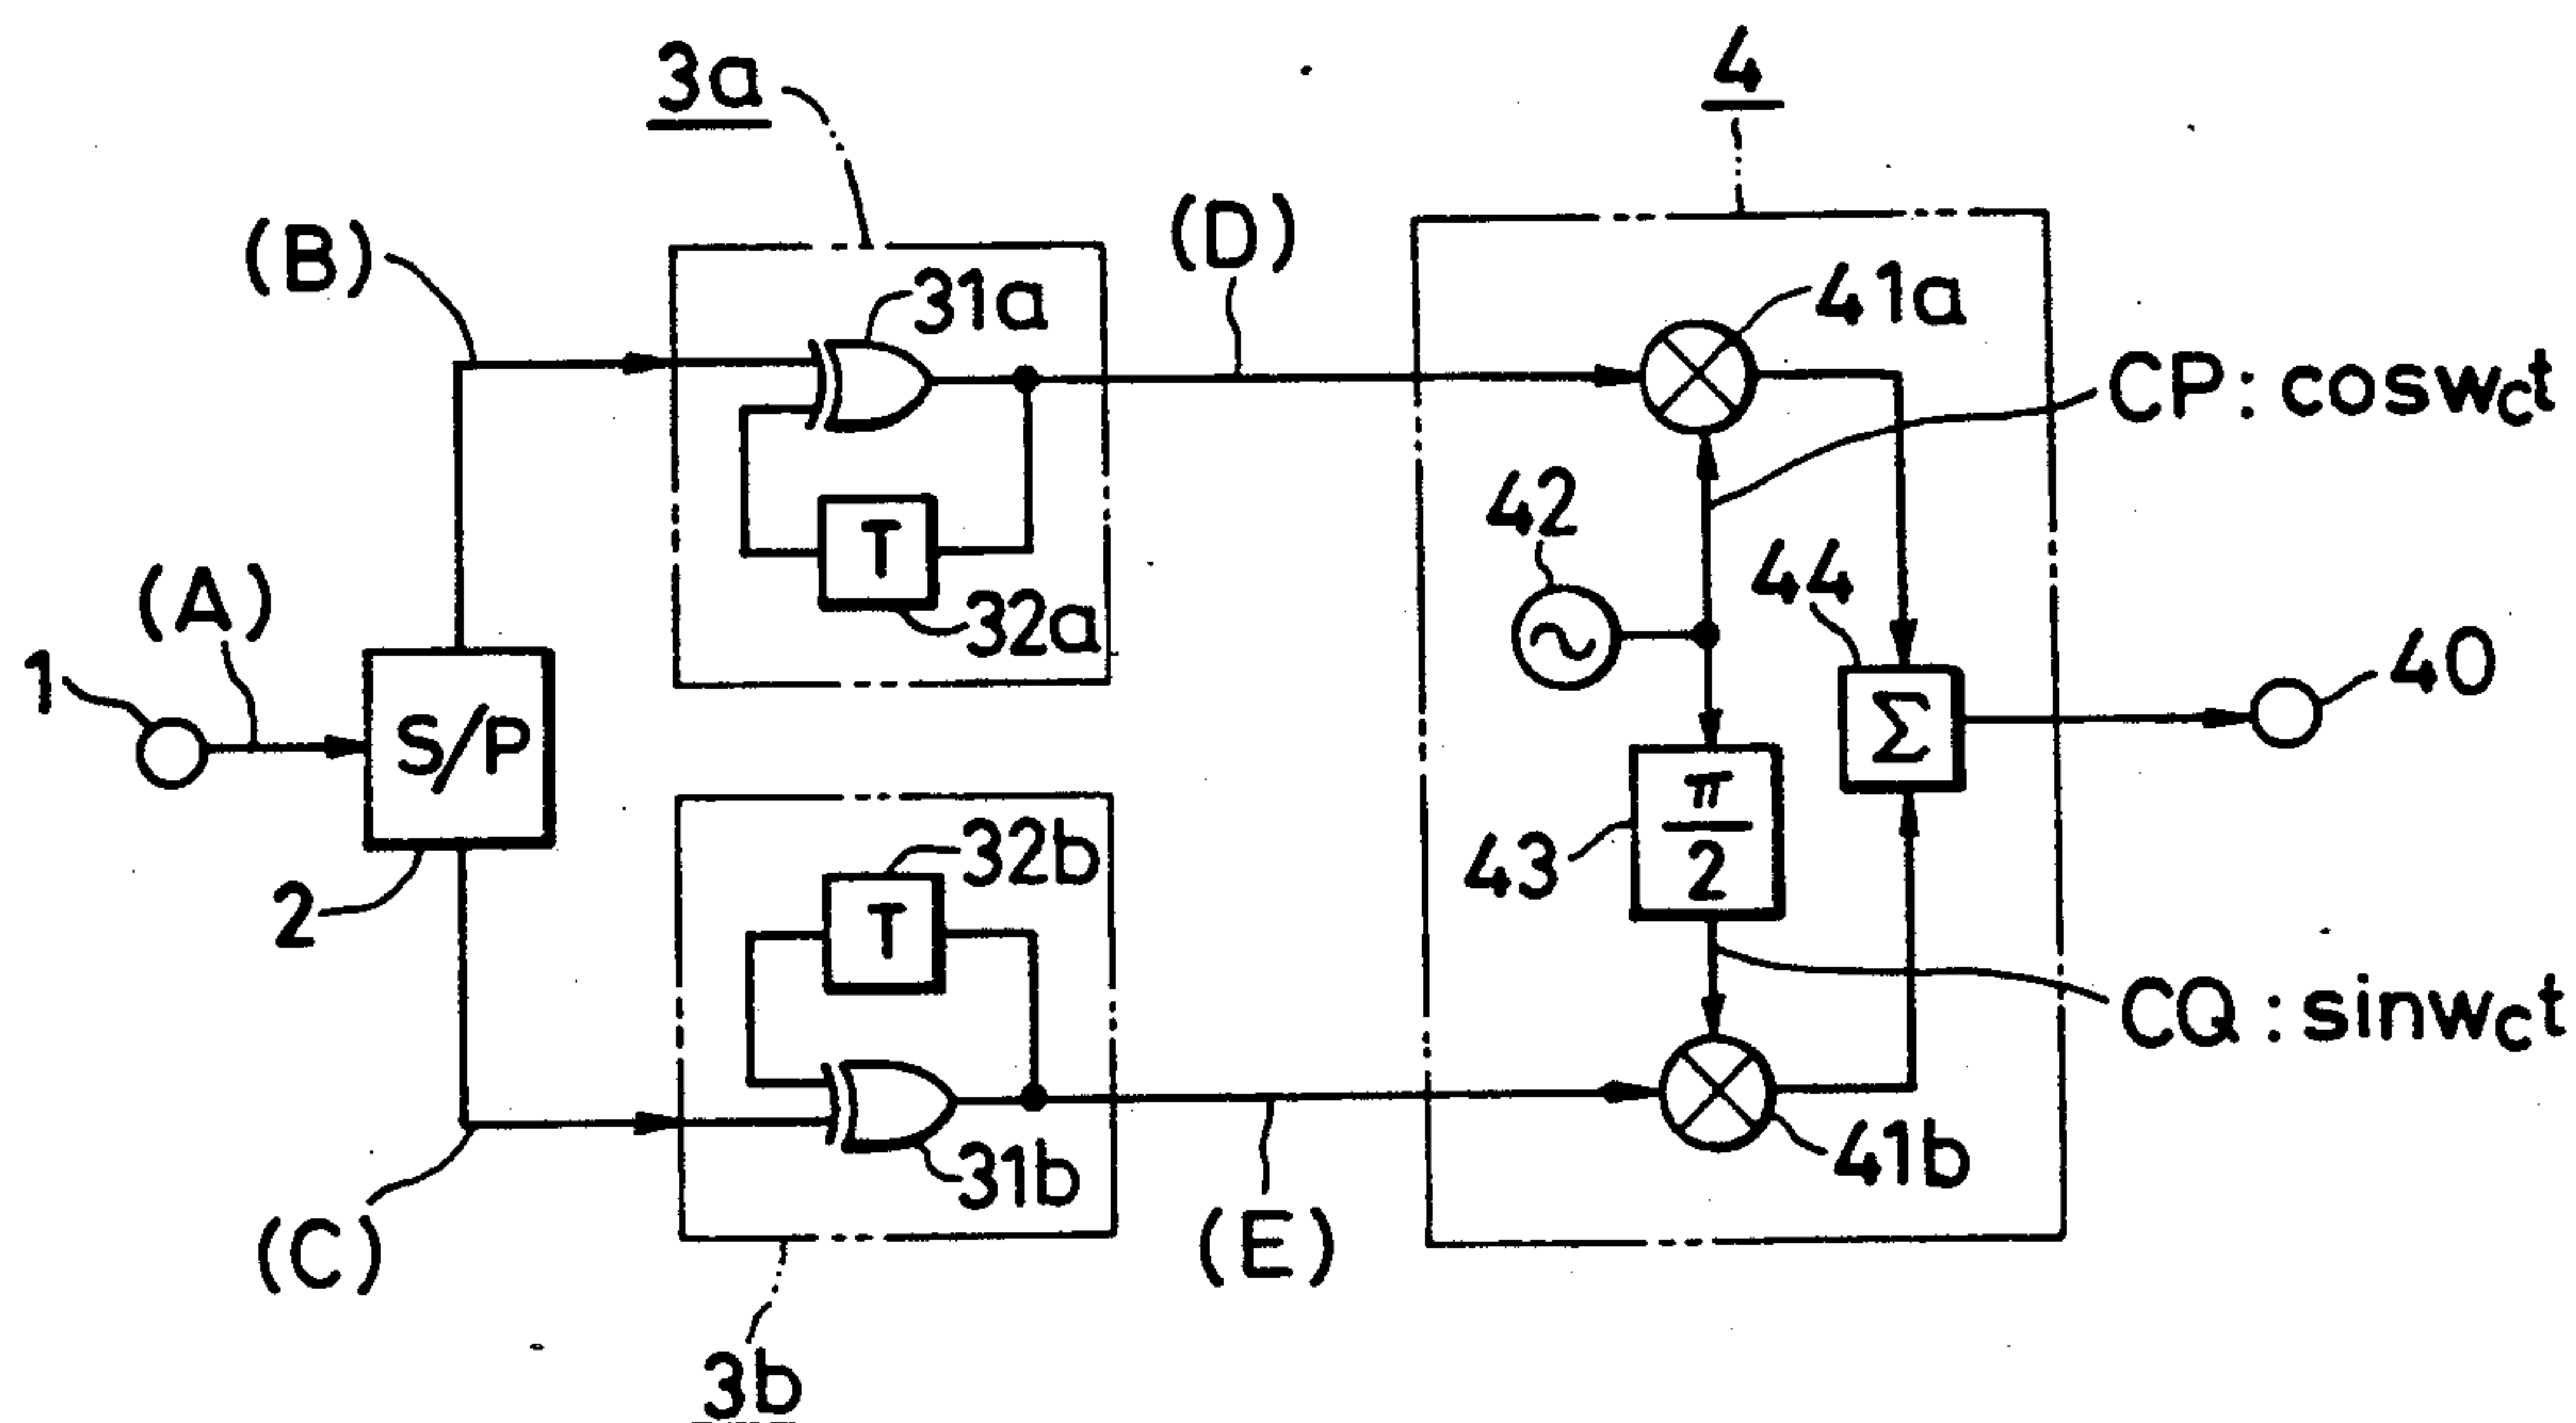 3a
4
(B)
(D)
31a
41a
CP: coswct
T
42
44
(A)
32a
1
S/P
Σ
40
π
2
43
2
32b
T
CQ: sinwct
31b
41b
(C)
(E)
3b